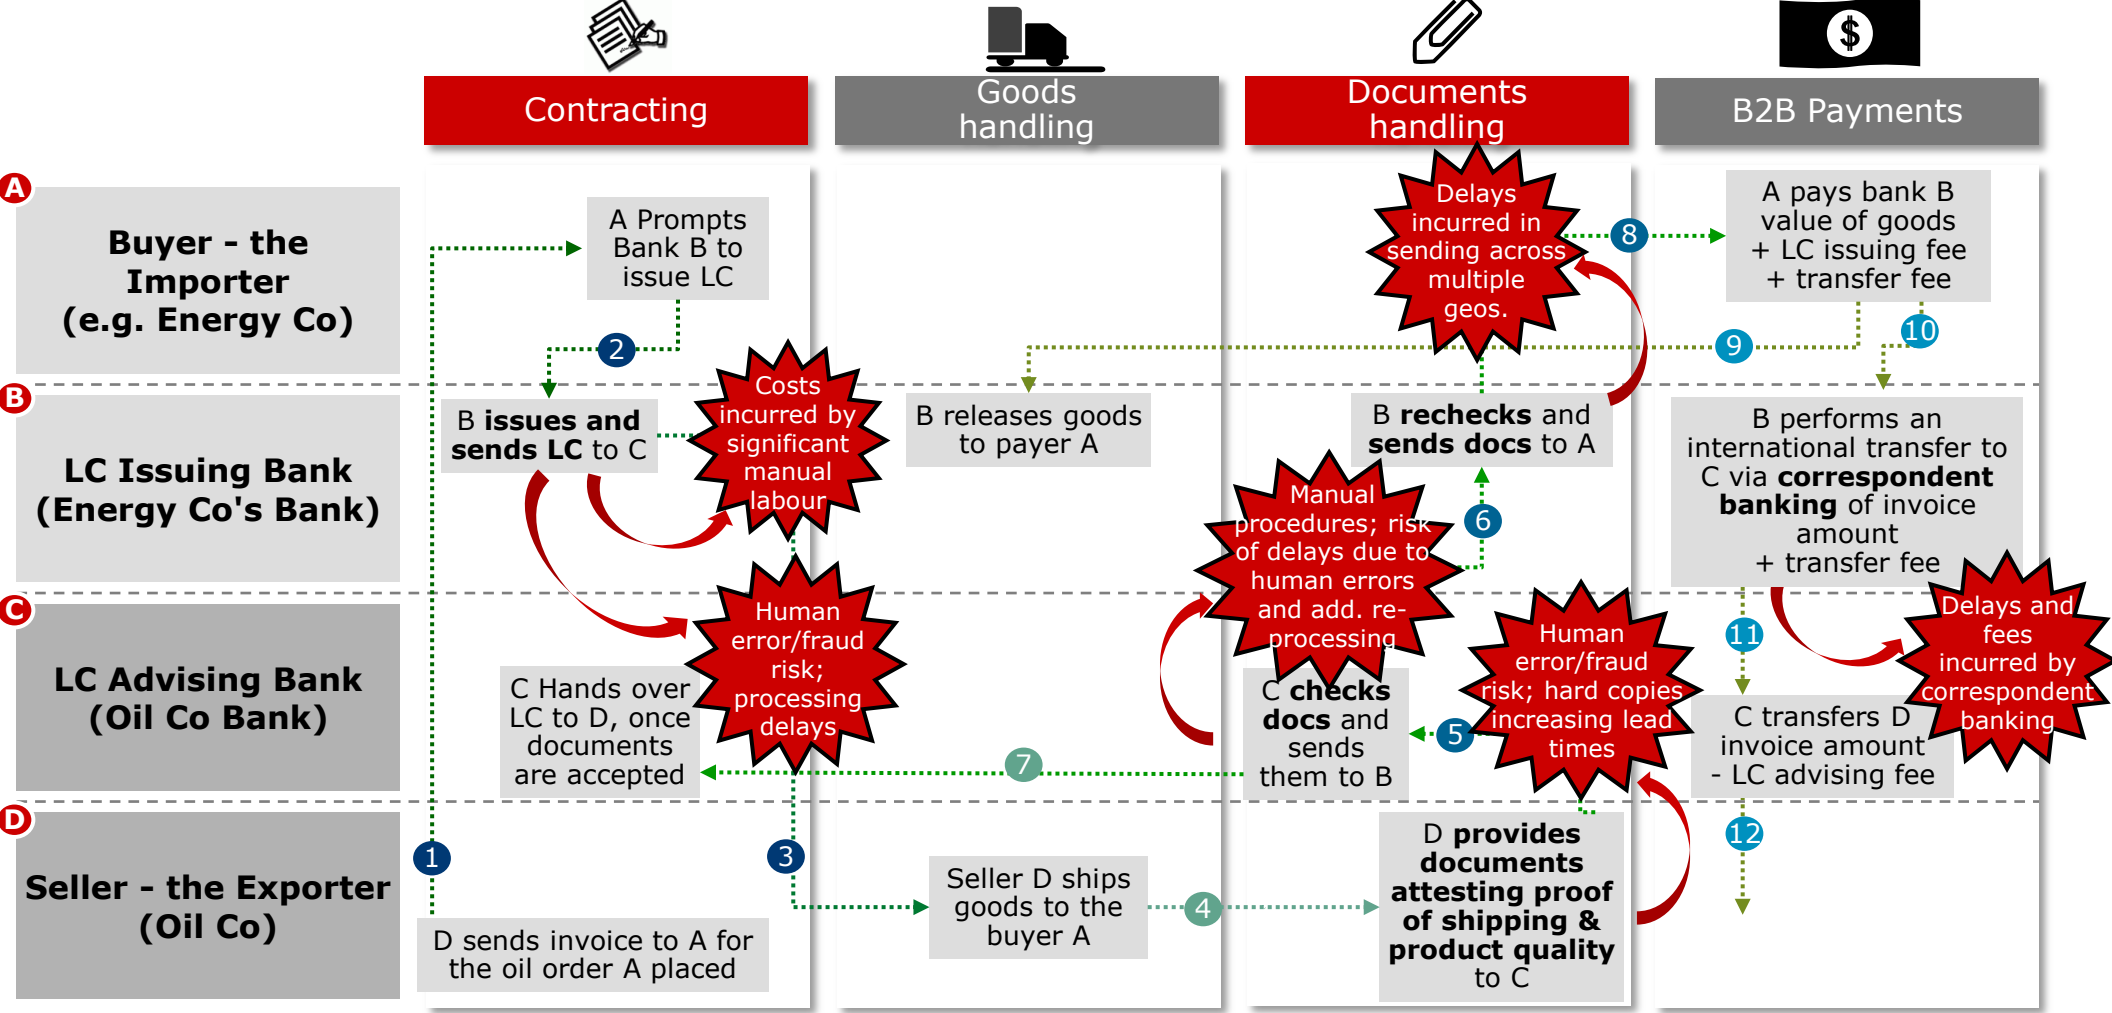 $
Contracting
Goods
handling
Documents
handling
B2B Payments
A
Buyer - the
Importer
(e.g. Energy Co)
A Prompts
Bank B to
issue LC
2
Delays
incurred in
sending across
multiple
geos.
8
A pays bank B
value of goods
+ LC issuing fee
+ transfer fee
9
10
B
LC Issuing Bank
(Energy Co's Bank)
B issues and
sends LC to C
Costs
incurred by
significant
manual
labour
B releases goods
to payer A
B rechecks and
sends docs to A
Manual
procedures; risk
of delays due to
human errors
and add. re-
processing
6
B performs an
international transfer to
C via correspondent
banking of invoice
amount
+ transfer fee
C
LC Advising Bank
(Oil Co Bank)
C Hands over
LC to D, once
documents
are accepted
Human
error/fraud
risk;
processing
delays
7
C checks
docs and
sends
them to B
5
Human
error/fraud
risk; hard copies
increasing lead
times
11
Delays and
fees
incurred by
correspondent
banking
C transfers D
invoice amount
- LC advising fee
D
Seller - the Exporter
(Oil Co)
1
D sends invoice to A for
the oil order A placed
3
Seller D ships
goods to the
buyer A
4
D provides
documents
attesting proof
of shipping &
product quality
to C
12